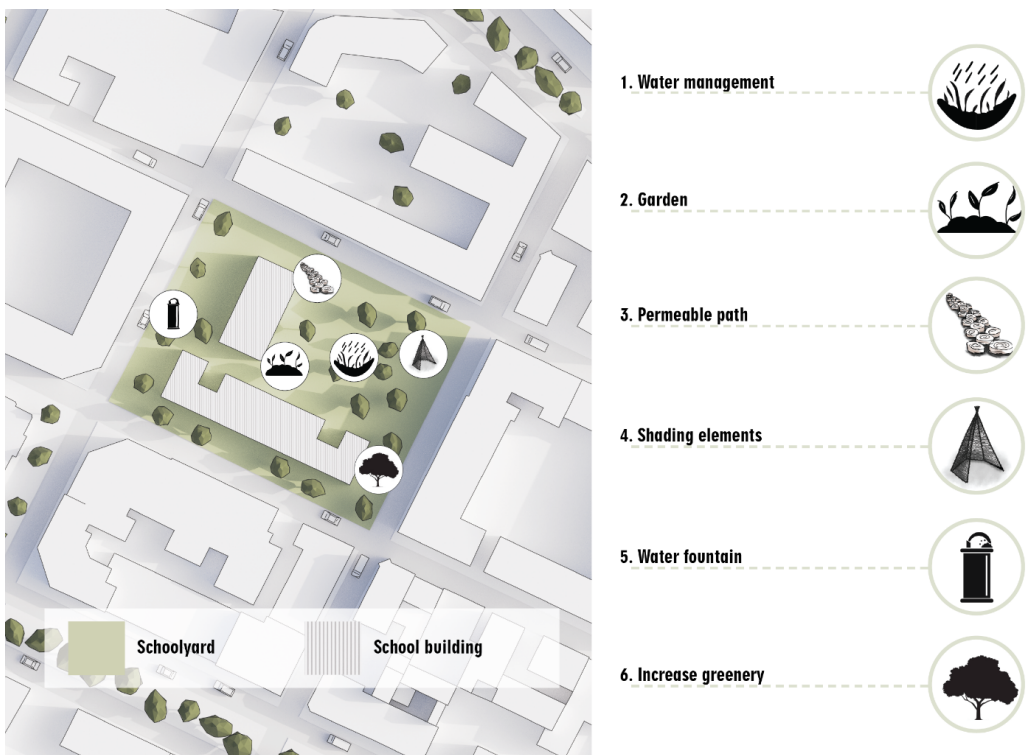 1. Water management
2. Garden
3. Permeable path
4. Shading elements
5. Water fountain
6. Increase greenery
Schoolyard
School building